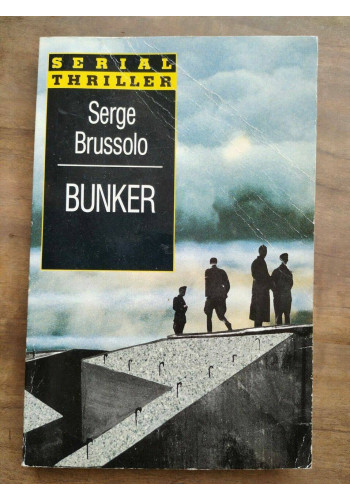 SERIAL
THRILLER
Serge
Brussolo
BUNKER